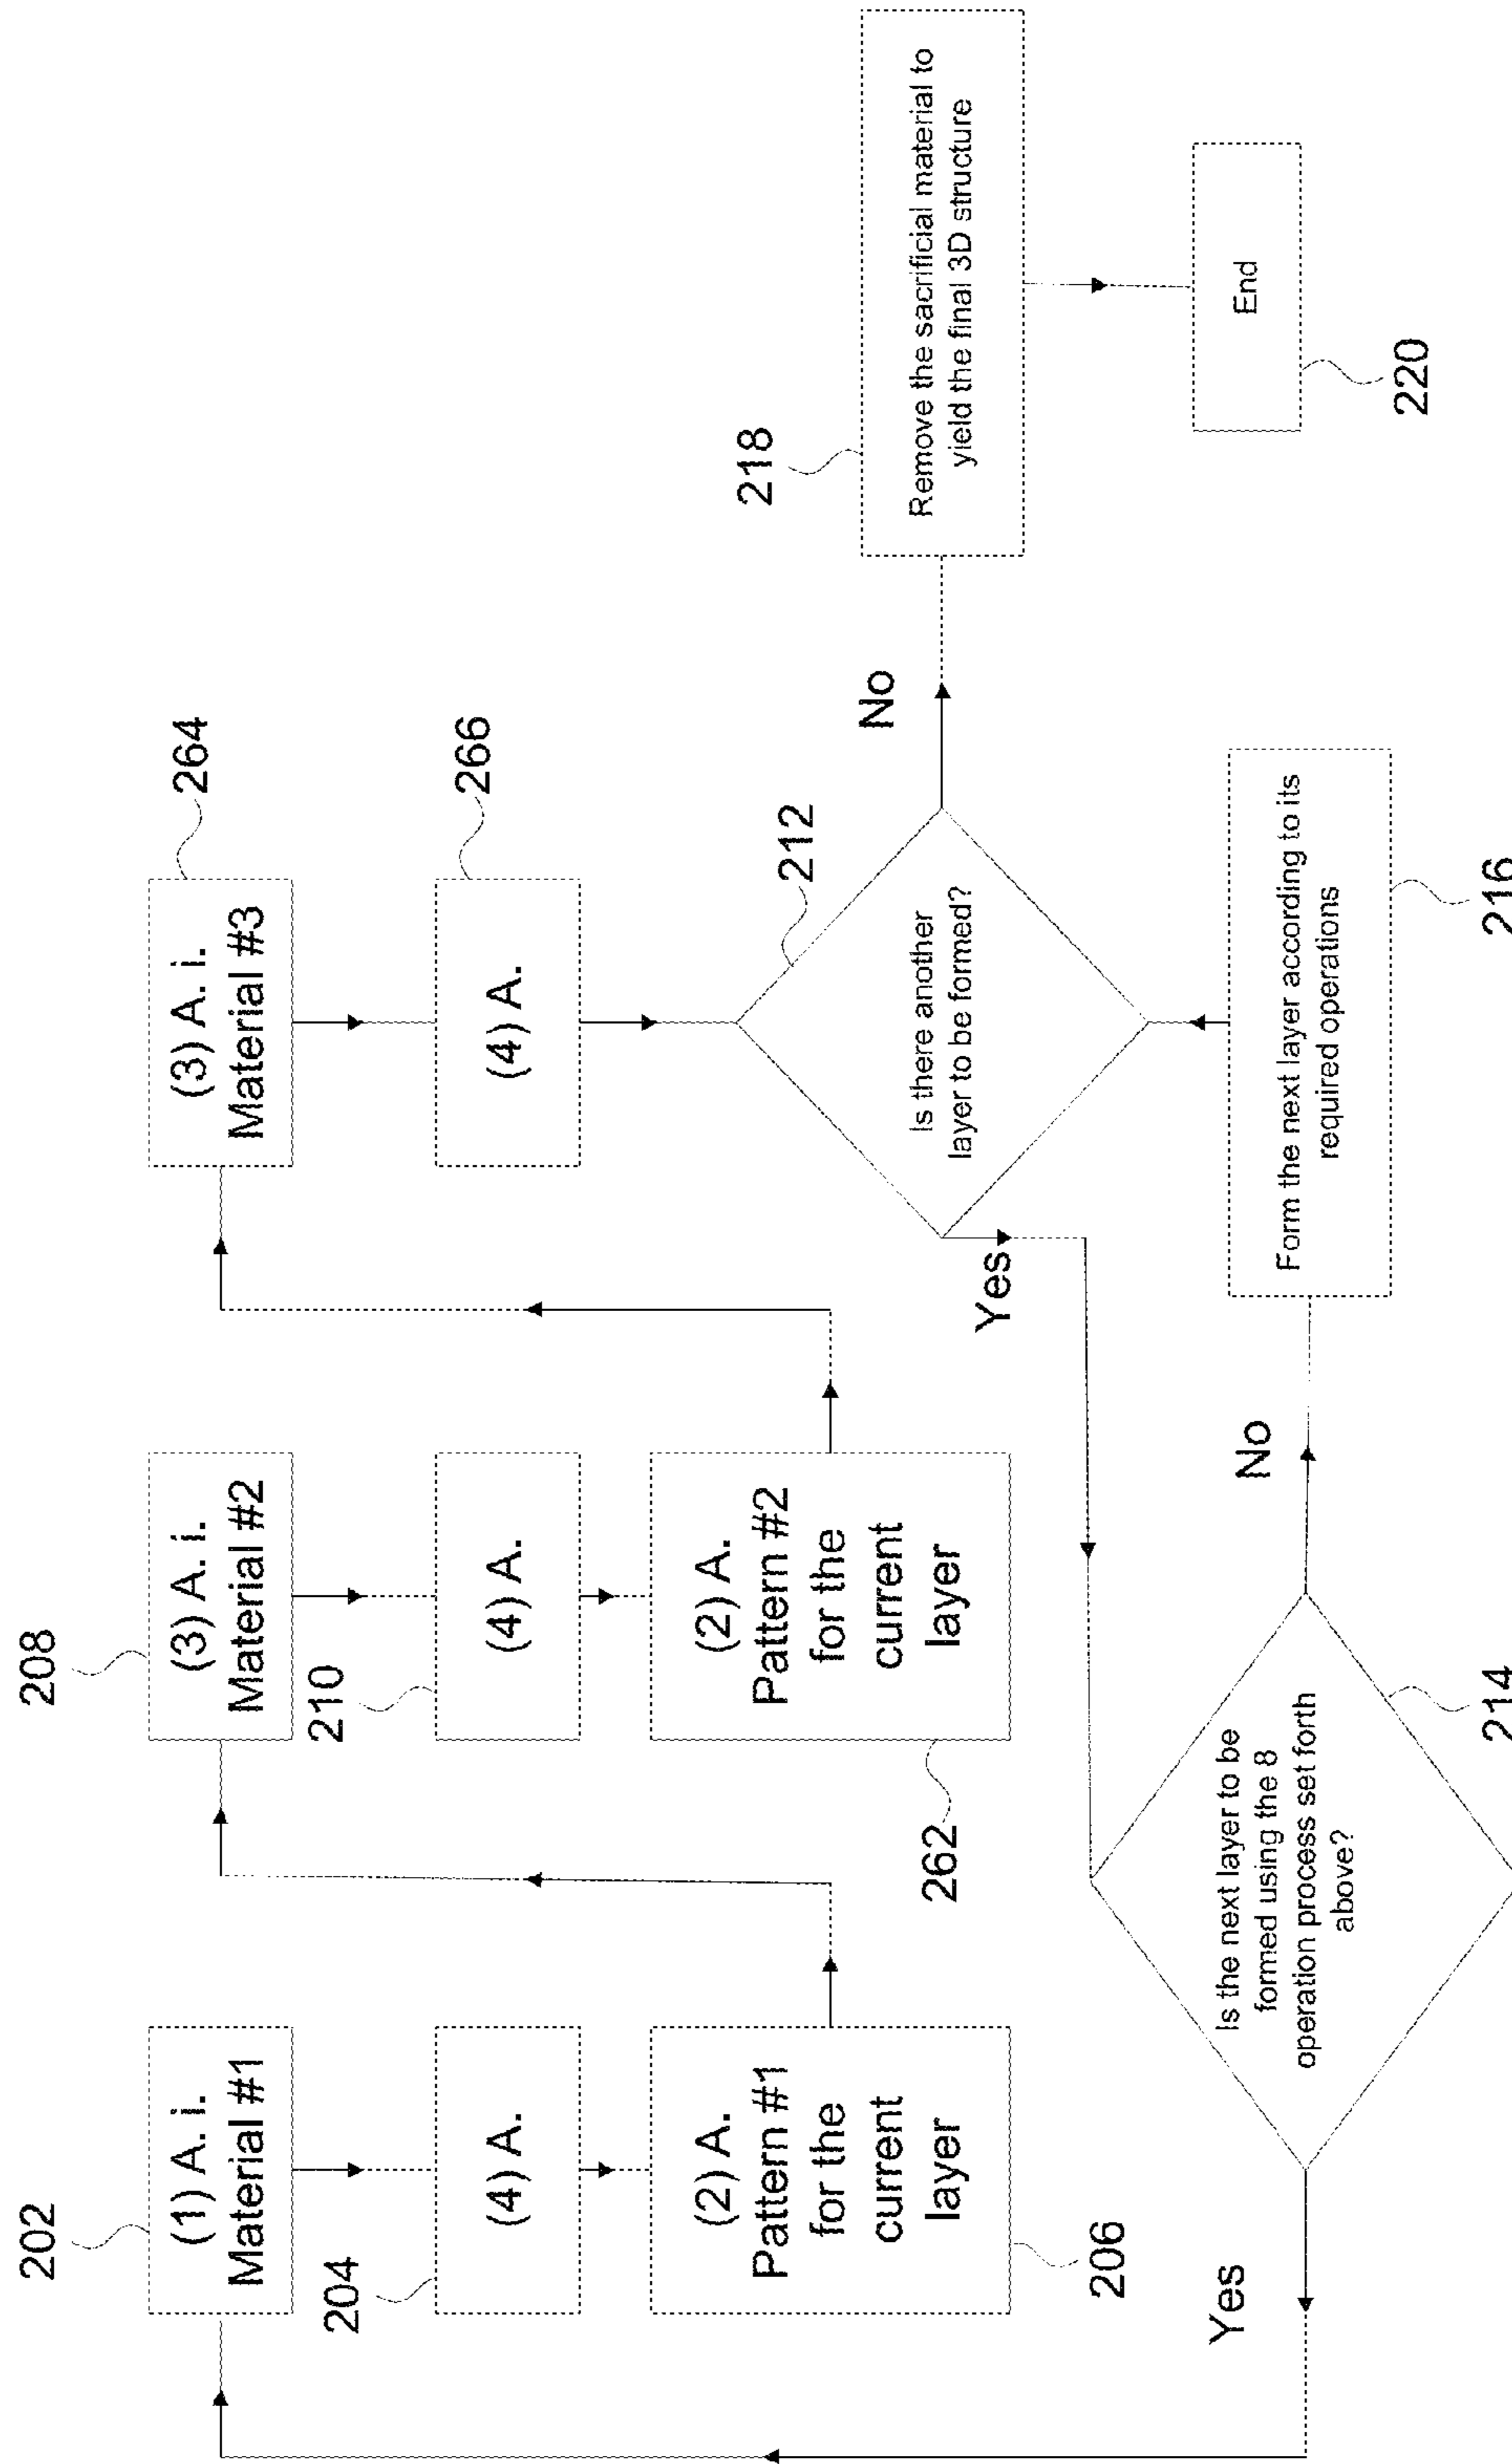 202
(1) A. i.
Material #1
204
(4) A.
(2) A.
Pattern #1
for the
current
layer
206
208
(3) A. i.
Material #2
210
(4) A.
(2) A.
Pattern #2
for the
current
layer
262
(3) A. i.
Material #3
264
(4) A.
266
Is there another
layer to be formed?
212
No
Yes
218
Remove the sacrificial material to
yield the final 3D structure
End
220
Is the next layer to be
formed using the 8
operation process set forth
above?
214
Yes
No
Form the next layer according to its
required operations
216